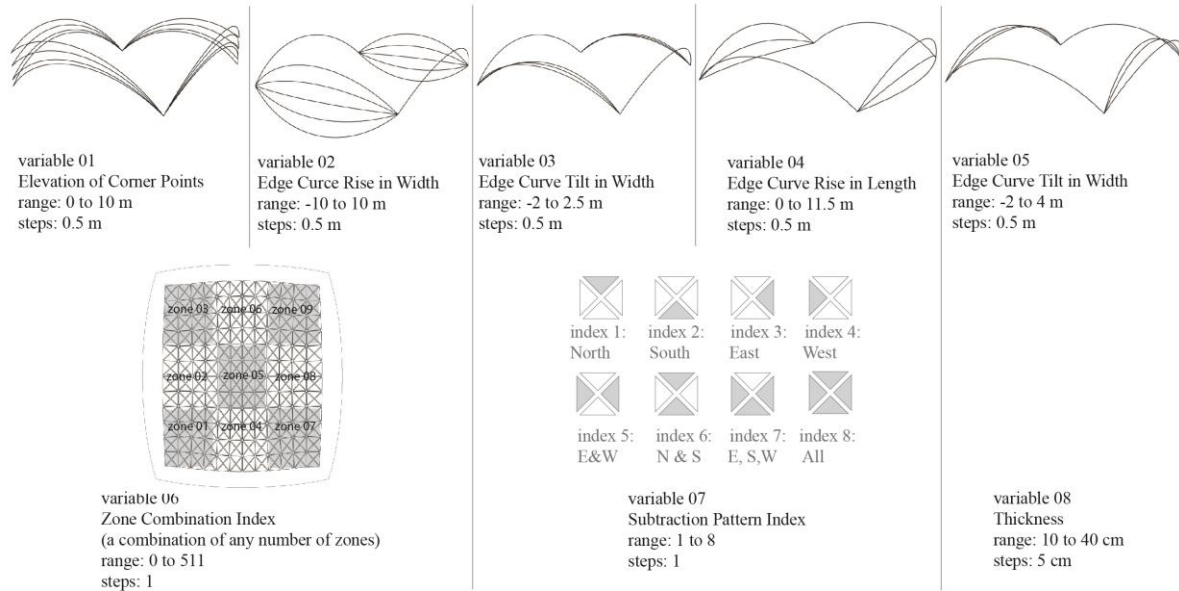 variable 01
Elevation of Corner Points
range: 0 to 10 m
steps: 0.5 m
variable 02
Edge Curce Rise in Width
range: -10 to 10 m
steps: 0.5 m
variable 03
Edge Curve Tilt in Width
range: -2 to 2.5 m
steps: 0.5 m
variable 04
Edge Curve Rise in Length
range: 0 to 11.5 m
steps: 0.5 m
variable 05
Edge Curve Tilt in Width
range: -2 to 4 m
steps: 0.5 m
zone 03 zone 06 zone 09
zone 02 zone 05 zone 08
zone 01 zone 04 zone 07
variable 06
Zone Combination Index
(a combination of any number of zones)
range: 0 to 511
steps: 1
index 1: index 2: index 3: index 4:
North South East West
index 5: index 6: index 7: index 8:
E&W N & S E, S,W All
variable 07
Subtraction Pattern Index
range: 1 to 8
steps: 1
variable 08
Thickness
range: 10 to 40 cm
steps: 5 cm